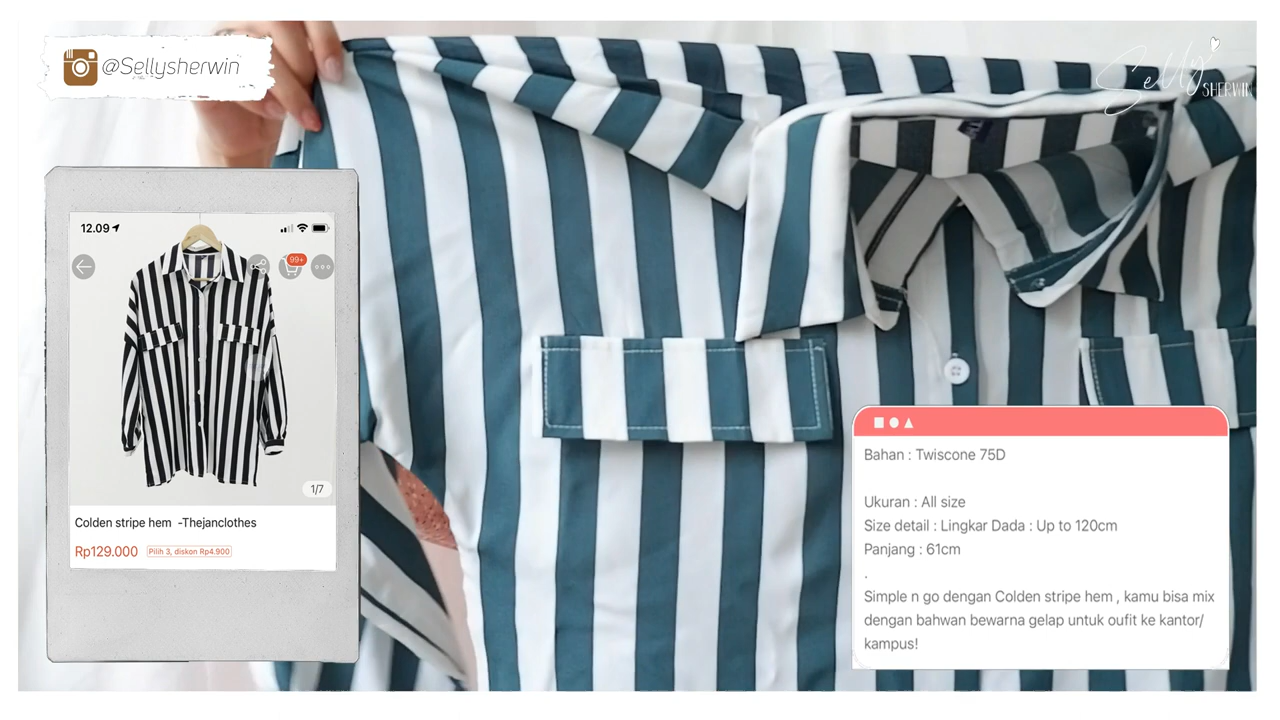 @Sellysherwin
Selly
SHERWIN
12.09
99+
1/7
Colden stripe hem -Thejanclothes
Rp129.000
Pilih 3, diskon Rp4.900
Bahan : Twiscone 75D
Ukuran : All size
Size detail : Lingkar Dada : Up to 120cm
Panjang : 61cm
.
Simple n go dengan Colden stripe hem , kamu bisa mix
dengan bahwan bewarna gelap untuk oufit ke kantor/
kampus!